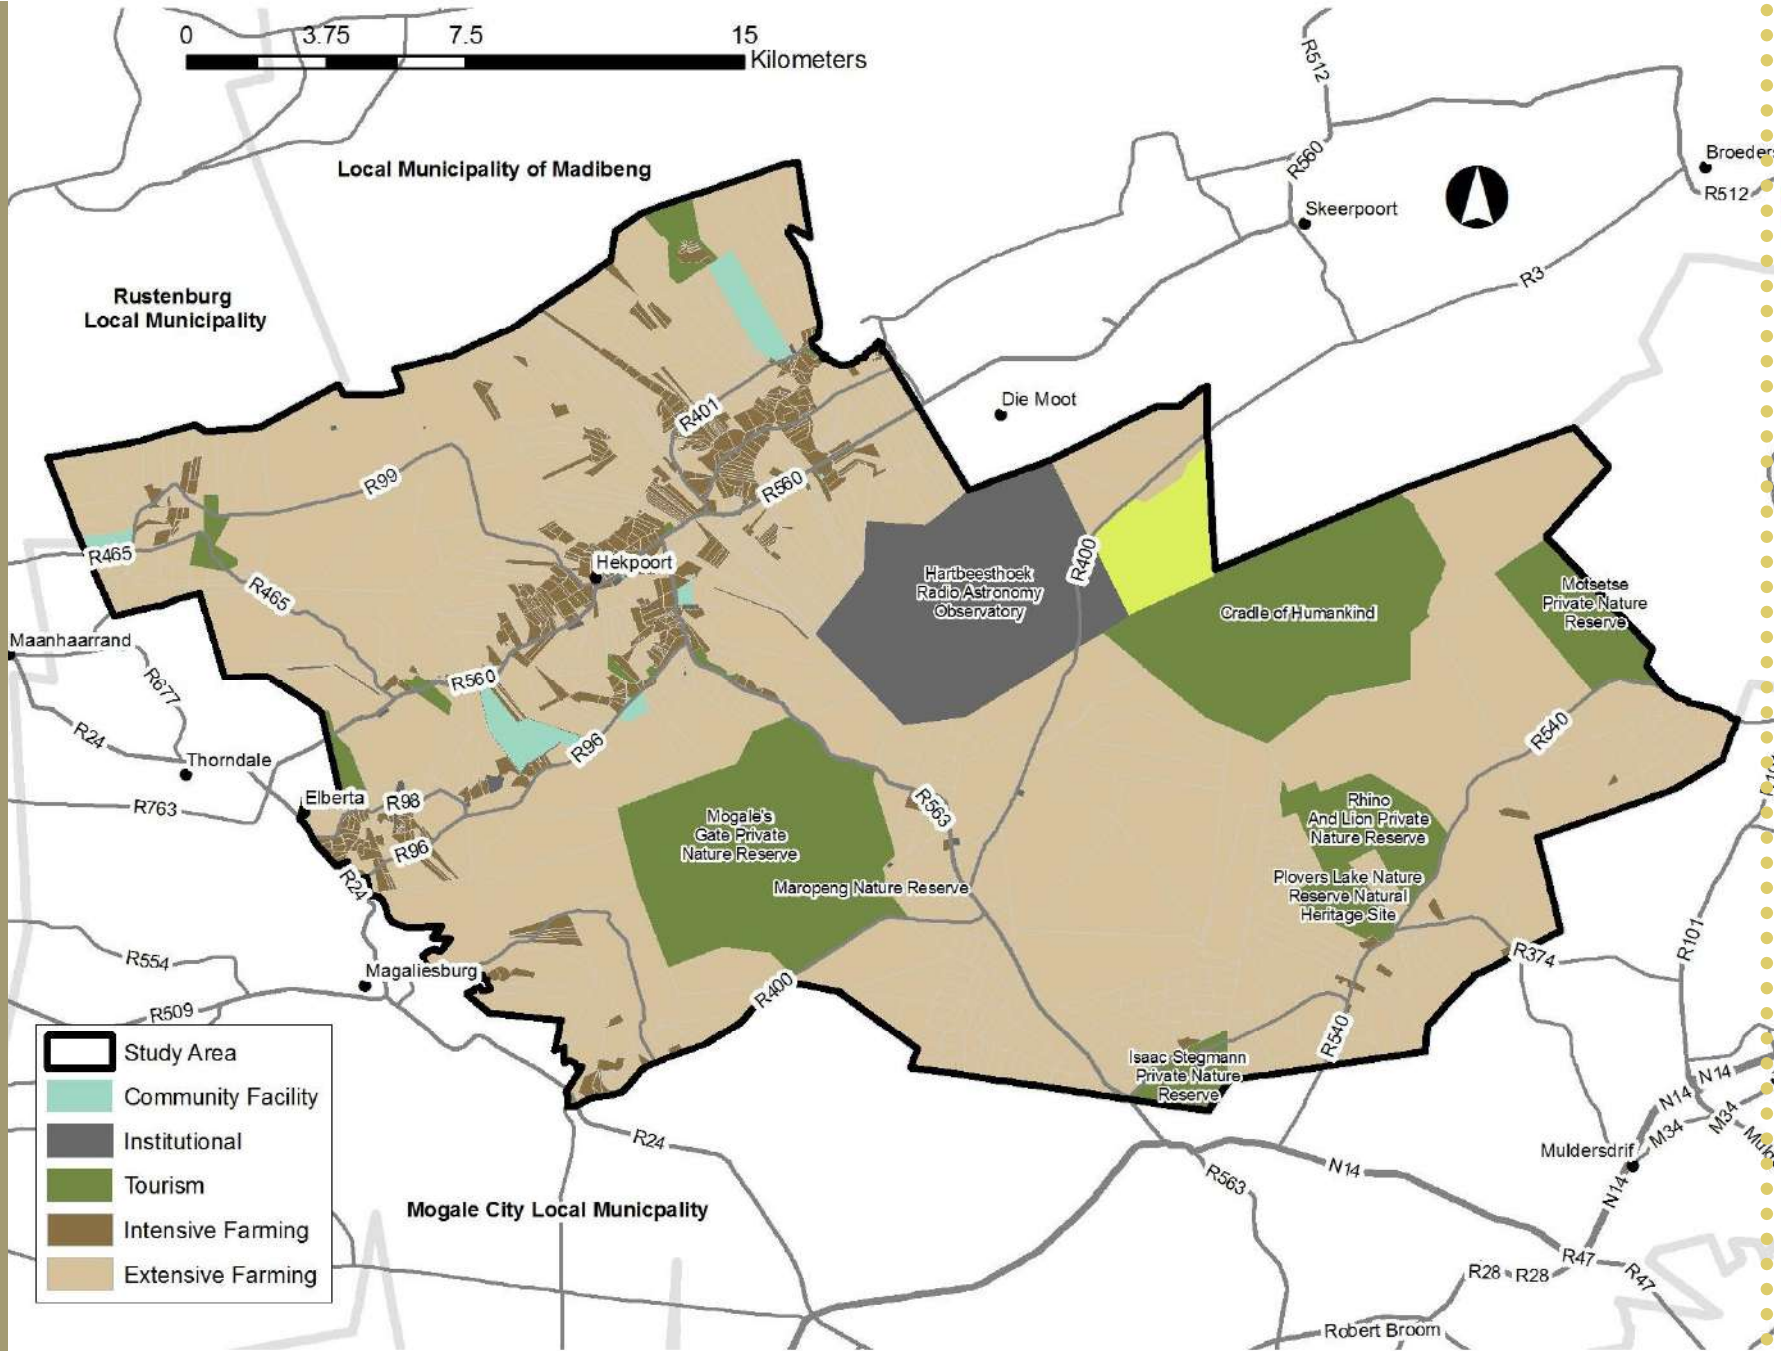 0 3.75 7.5 15
Kilometers
R512
Local Municipality of Madibeng
R560
Broeder
R512
Skeerpoort
Rustenburg
Local Municipality
R3
Die Moot
R401
R99
R560
R465
Hekpoort
R400
Hartbeesthoek
Radio Astronomy
Observatory
Cradle of Humankind
Motsetse
Private Nature
Reserve
R465
Maanhaarrand
R677
R560
R24
R540
R96
Thorndale
Elberta
R98
R763
R563
Mogale's
Gate Private
Nature Reserve
Rhino
And Lion Private
Nature Reserve
R96
R24
Maropeng Nature Reserve
Plovers Lake Nature
Reserve Natural
Heritage Site
R101
R554
R374
Magaliesburg
R400
R509
R540
Isaac Stegmann
Private Nature
Reserve
Study Area
Community Facility
Institutional
Tourism
Intensive Farming
Extensive Farming
N14
N14
M34
M34
R24
Muldersdrif
N14
R563
N14
Mogale City Local Municpality
R47
R28
R28
R47
Robert Broom